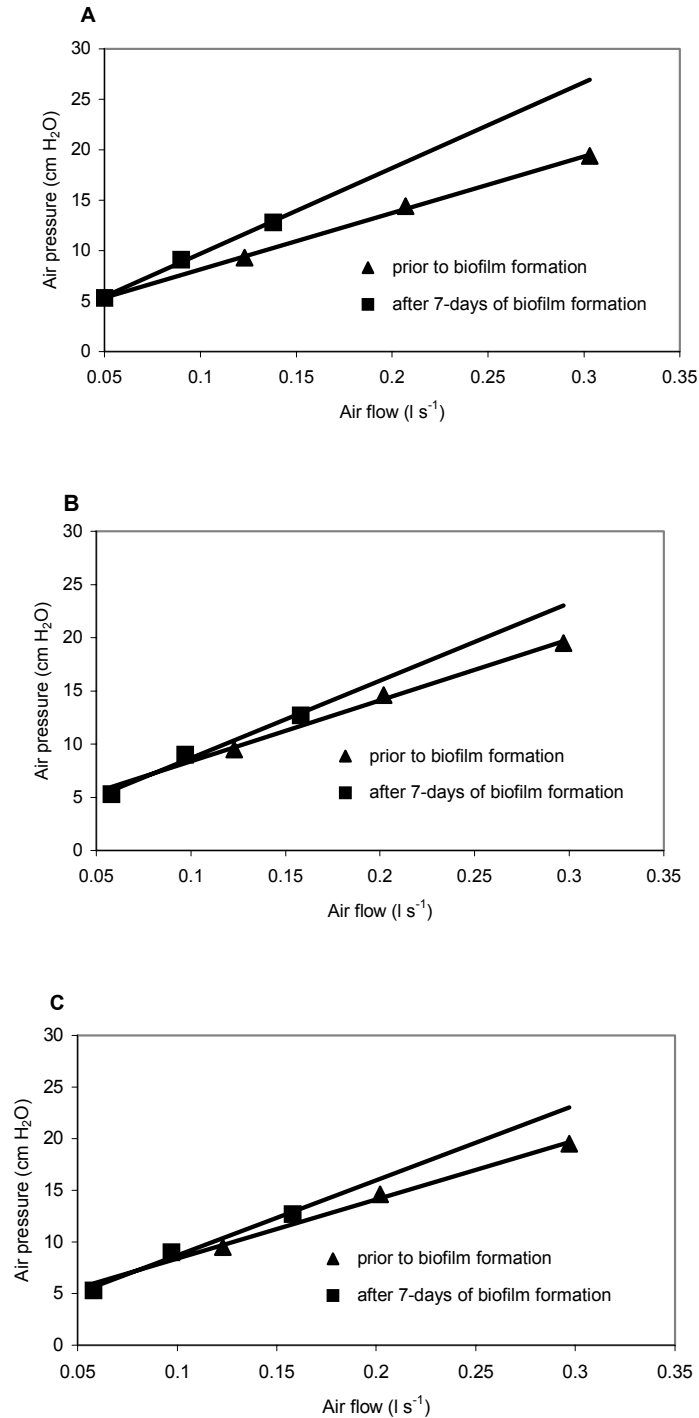 A
30
25
20
15
10
5
0
Air pressure (cm H₂O)
prior to biofilm formation
after 7-days of biofilm formation
0.05 0.1 0.15 0.2 0.25 0.3 0.35
Air flow (l s⁻¹)
B
30
25
20
15
10
5
0
Air pressure (cm H₂O)
prior to biofilm formation
after 7-days of biofilm formation
0.05 0.1 0.15 0.2 0.25 0.3 0.35
Air flow (l s⁻¹)
C
30
25
20
15
10
5
0
Air pressure (cm H₂O)
prior to biofilm formation
after 7-days of biofilm formation
0.05 0.1 0.15 0.2 0.25 0.3 0.35
Air flow (l s⁻¹)